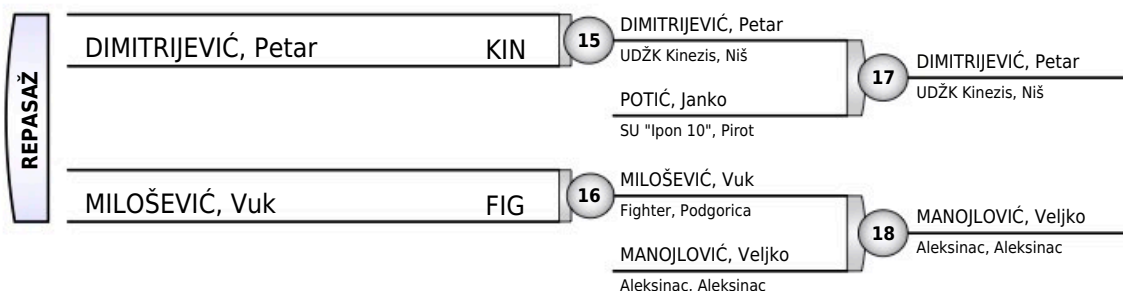 REPASAŽ
DIMITRIJEVIĆ, Petar KIN
15
DIMITRIJEVIĆ, Petar
UDŽK Kinezis, Niš
POTIĆ, Janko
SU "Ipon 10", Pirot
17
DIMITRIJEVIĆ, Petar
UDŽK Kinezis, Niš
MILOŠEVIĆ, Vuk FIG
16
MILOŠEVIĆ, Vuk
Fighter, Podgorica
MANOJLOVIĆ, Veljko
Aleksinac, Aleksinac
18
MANOJLOVIĆ, Veljko
Aleksinac, Aleksinac